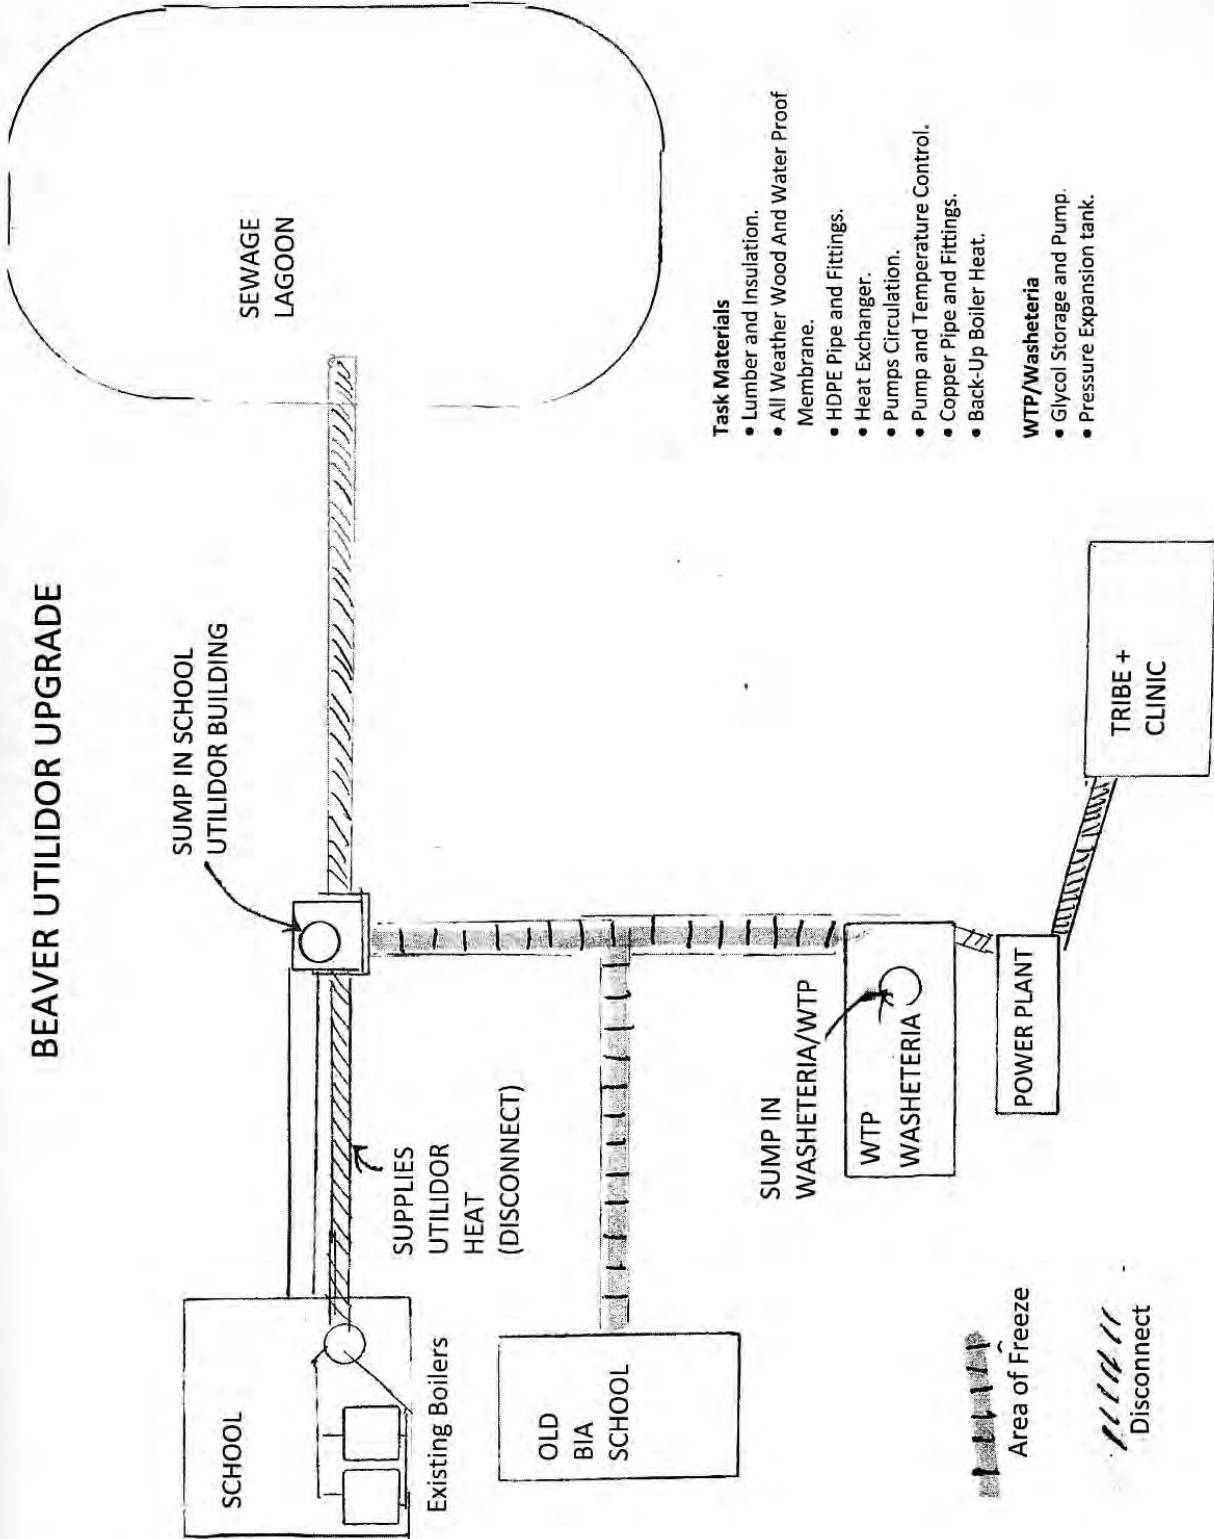 BEAVER UTILIDOR UPGRADE
SUMP IN SCHOOL
UTILIDOR BUILDING
SEWAGE
LAGOON
SCHOOL
Existing Boilers
SUPPLIES
UTILIDOR
HEAT
(DISCONNECT)
OLD
BIA
SCHOOL
SUMP IN
WASHETERIA/WTP
WTP
WASHETERIA
POWER PLANT
TRIBE +
CLINIC
Task Materials
• Lumber and Insulation.
• All Weather Wood And Water Proof
Membrane.
• HDPE Pipe and Fittings.
• Heat Exchanger.
• Pumps Circulation.
• Pump and Temperature Control.
• Copper Pipe and Fittings.
• Back-Up Boiler Heat.
WTP/Washeteria
• Glycol Storage and Pump.
• Pressure Expansion tank.
Area of Freeze
Disconnect